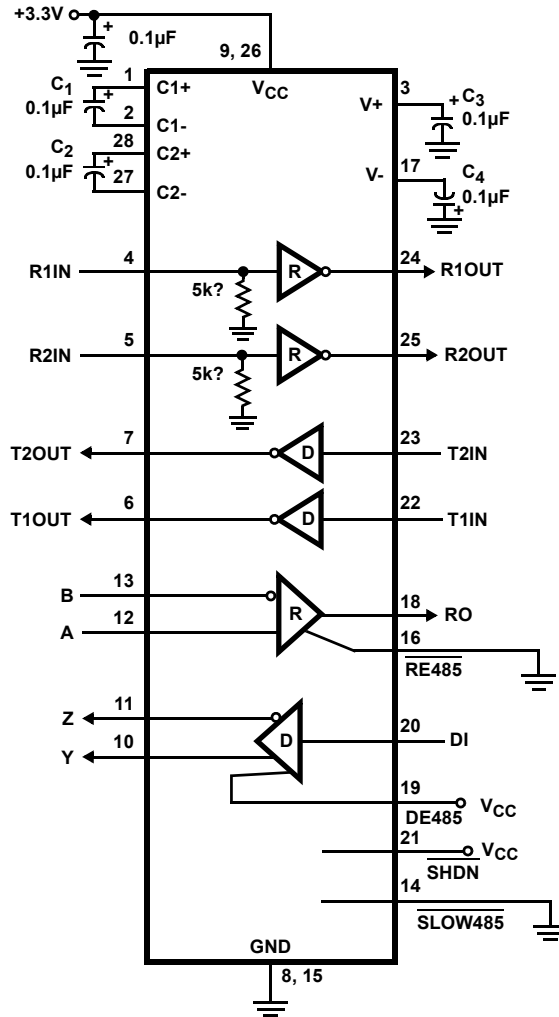 +3.3V
0.1µF
9, 26
VCC
C1
0.1µF
1
C1+
2
C1-
C2
0.1µF
28
C2+
27
C2-
3
V+
C3
0.1µF
17
V-
C4
0.1µF
R1IN
4
5k?
R
24
R1OUT
R2IN
5
5k?
R
25
R2OUT
T2OUT
7
D
23
T2IN
T1OUT
6
D
22
T1IN
B
13
A
12
R
18
RO
16
RE485
Z
11
Y
10
D
20
DI
19
DE485
VCC
21
SHDN
VCC
14
SLOW485
GND
8, 15